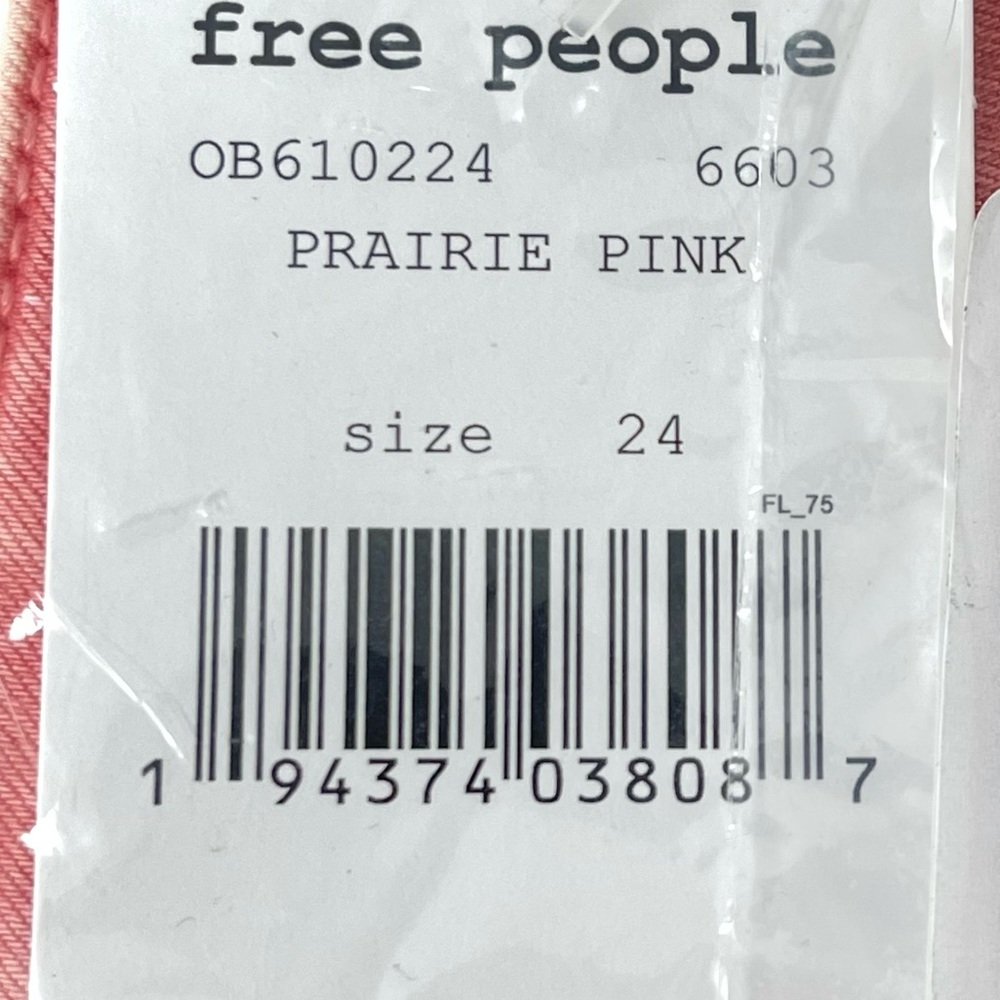 free people
OB610224 6603
PRAIRIE PINK
size 24
FL_75
1 94374 03808 7